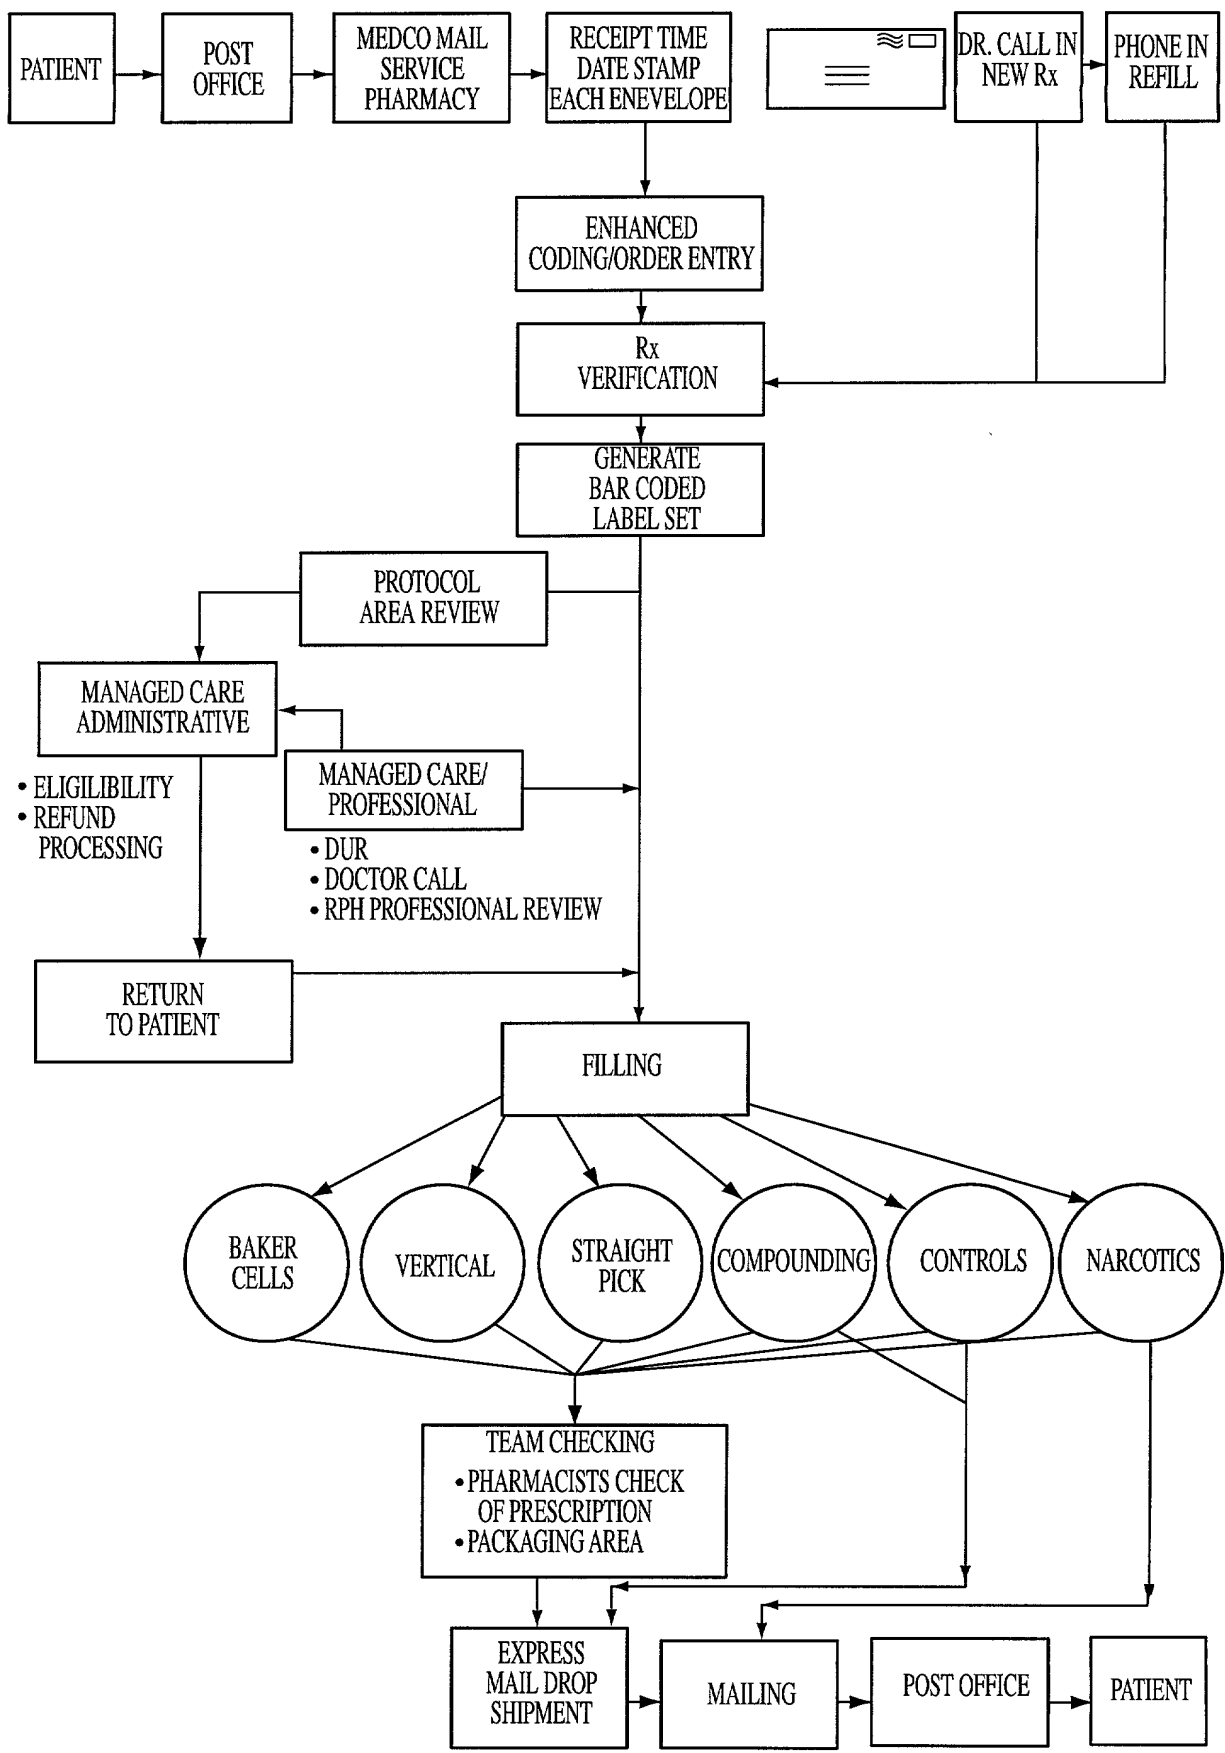 PATIENT
POST
OFFICE
MEDCO MAIL
SERVICE
PHARMACY
RECEIPT TIME
DATE STAMP
EACH ENEVELOPE
DR. CALL IN
NEW Rx
PHONE IN
REFILL
ENHANCED
CODING/ORDER ENTRY
Rx
VERIFICATION
GENERATE
BAR CODED
LABEL SET
PROTOCOL
AREA REVIEW
MANAGED CARE
ADMINISTRATIVE
• ELIGILIBILITY
• REFUND
PROCESSING
MANAGED CARE/
PROFESSIONAL
• DUR
• DOCTOR CALL
• RPH PROFESSIONAL REVIEW
RETURN
TO PATIENT
FILLING
BAKER
CELLS
VERTICAL
STRAIGHT
PICK
COMPOUNDING
CONTROLS
NARCOTICS
TEAM CHECKING
• PHARMACISTS CHECK
OF PRESCRIPTION
• PACKAGING AREA
EXPRESS
MAIL DROP
SHIPMENT
MAILING
POST OFFICE
PATIENT